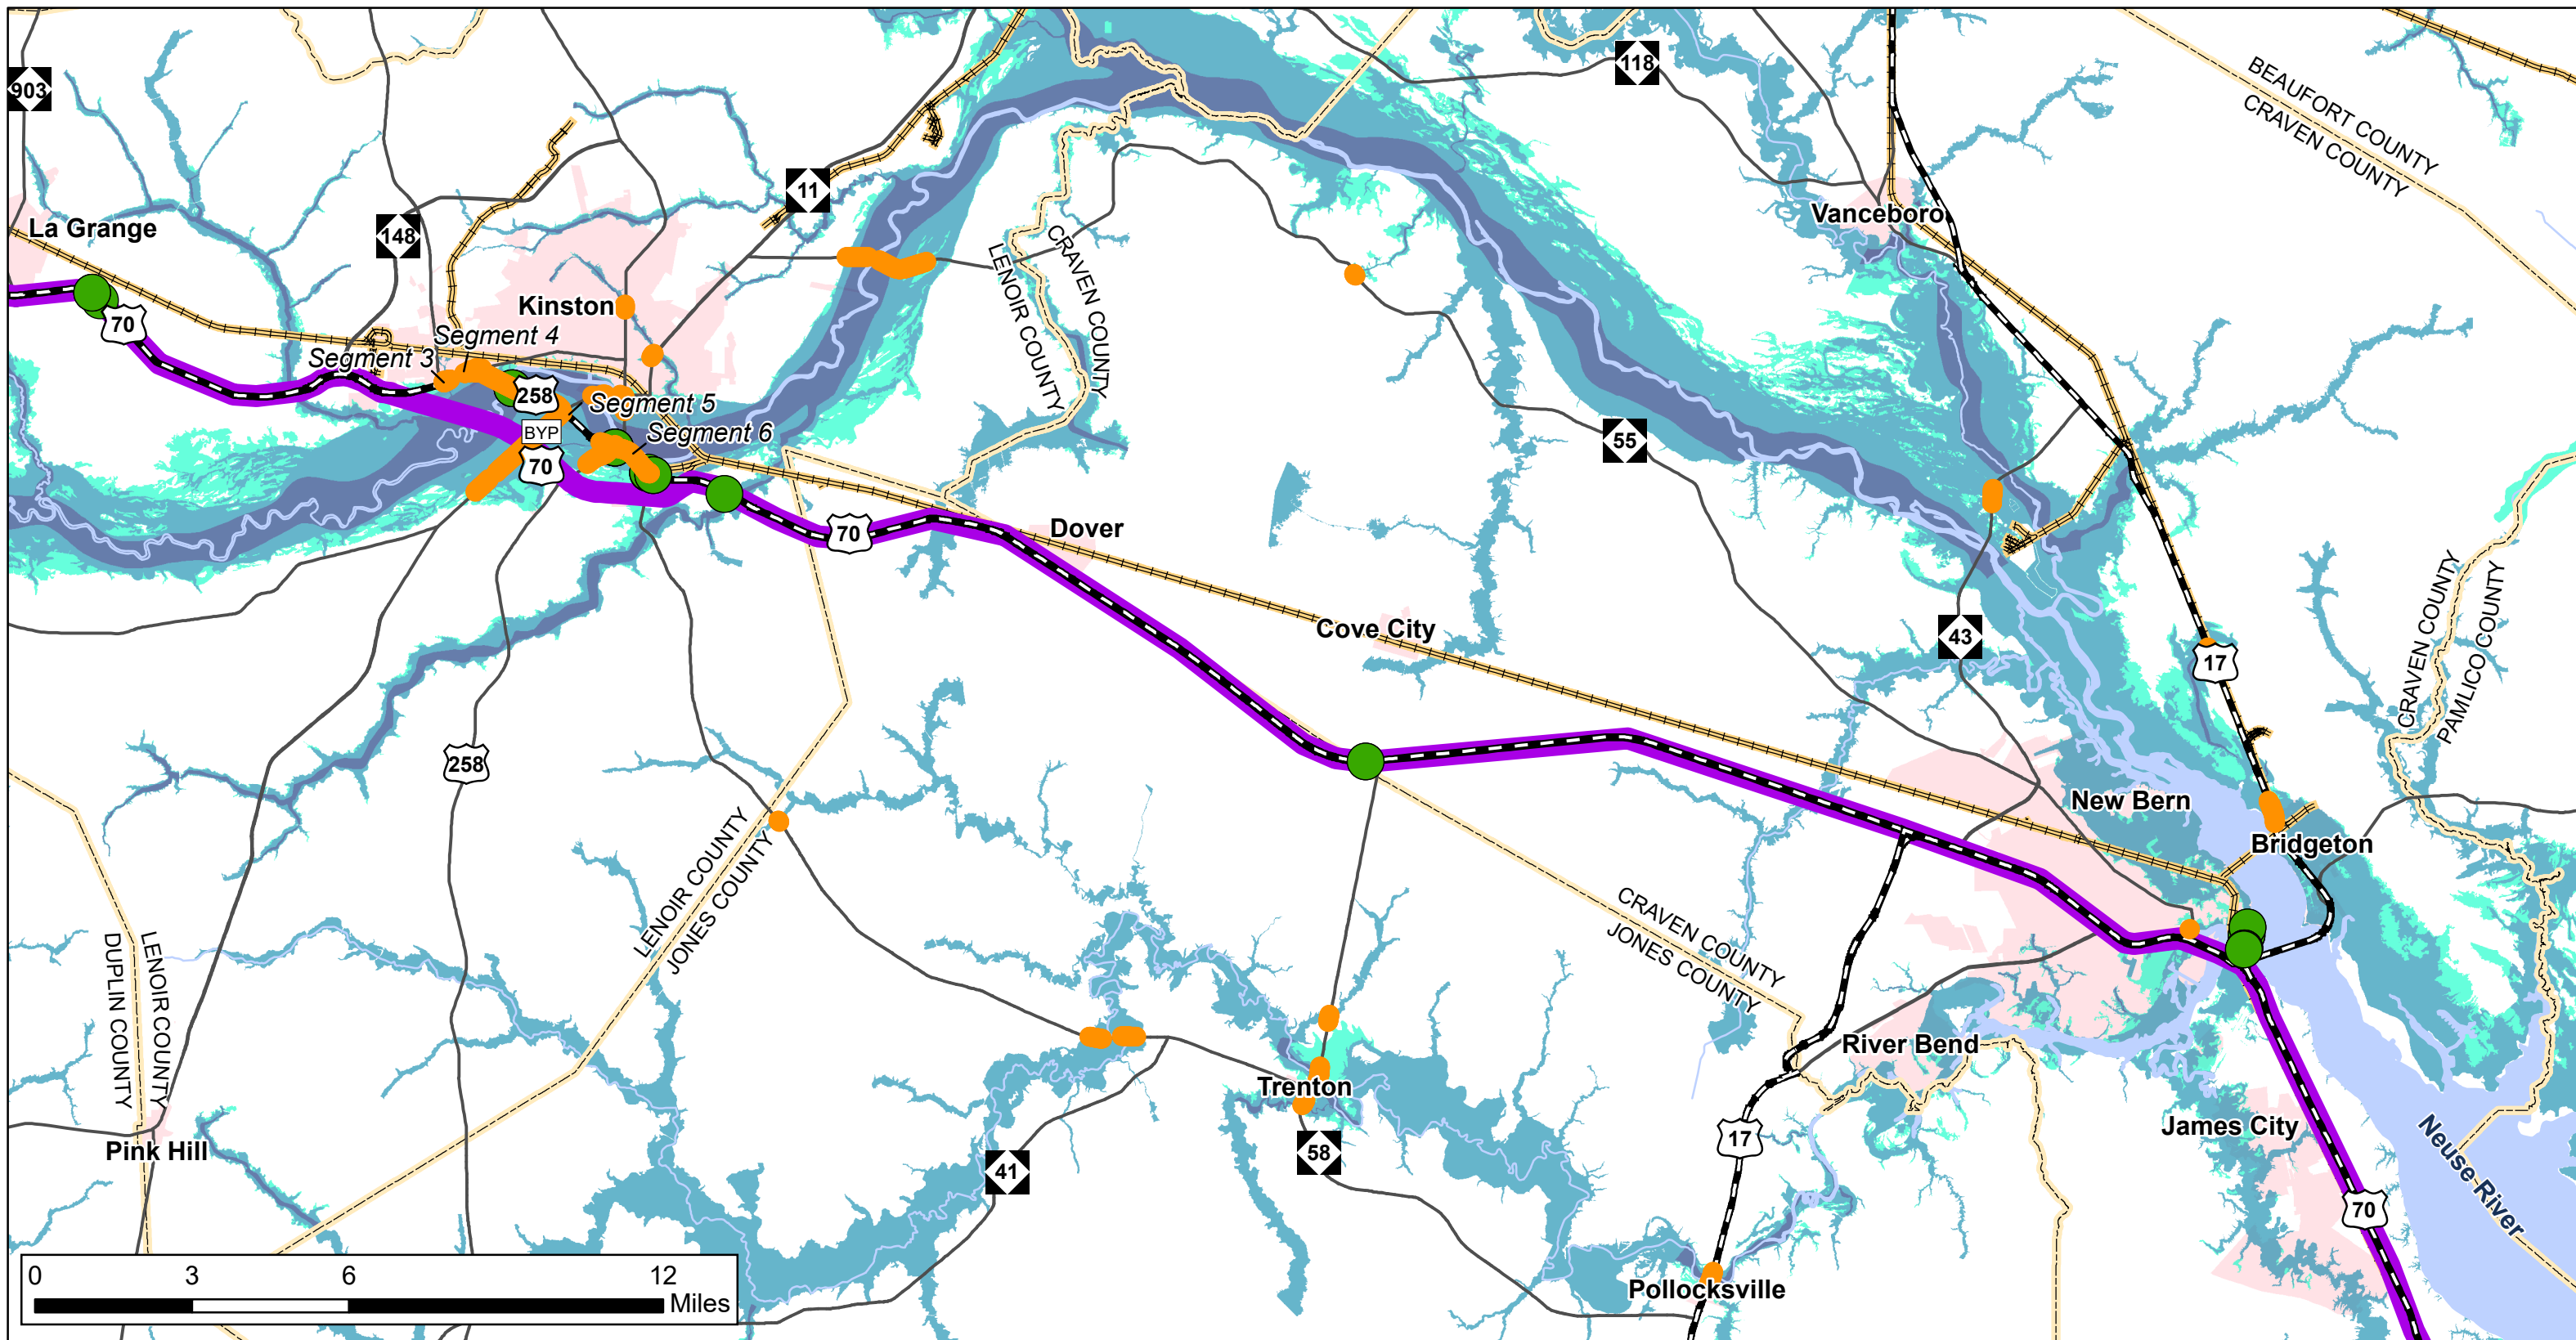 903
118
BEAUFORT COUNTY
CRAVEN COUNTY
11
La Grange
148
Vanceboro
CRAVEN COUNTY
LENOIR COUNTY
Kinston
70
Segment 4
Segment 3
258
Segment 5
BYP
Segment 6
70
55
70
Dover
Cove City
43
17
CRAVEN COUNTY
PAMLICO COUNTY
258
New Bern
Bridgeton
LENOIR COUNTY
JONES COUNTY
CRAVEN COUNTY
JONES COUNTY
DUPLIN COUNTY
LENOIR COUNTY
River Bend
Trenton
James City
17
Pink Hill
58
41
Neuse River
70
Pollocksville
0 3 6 12
Miles